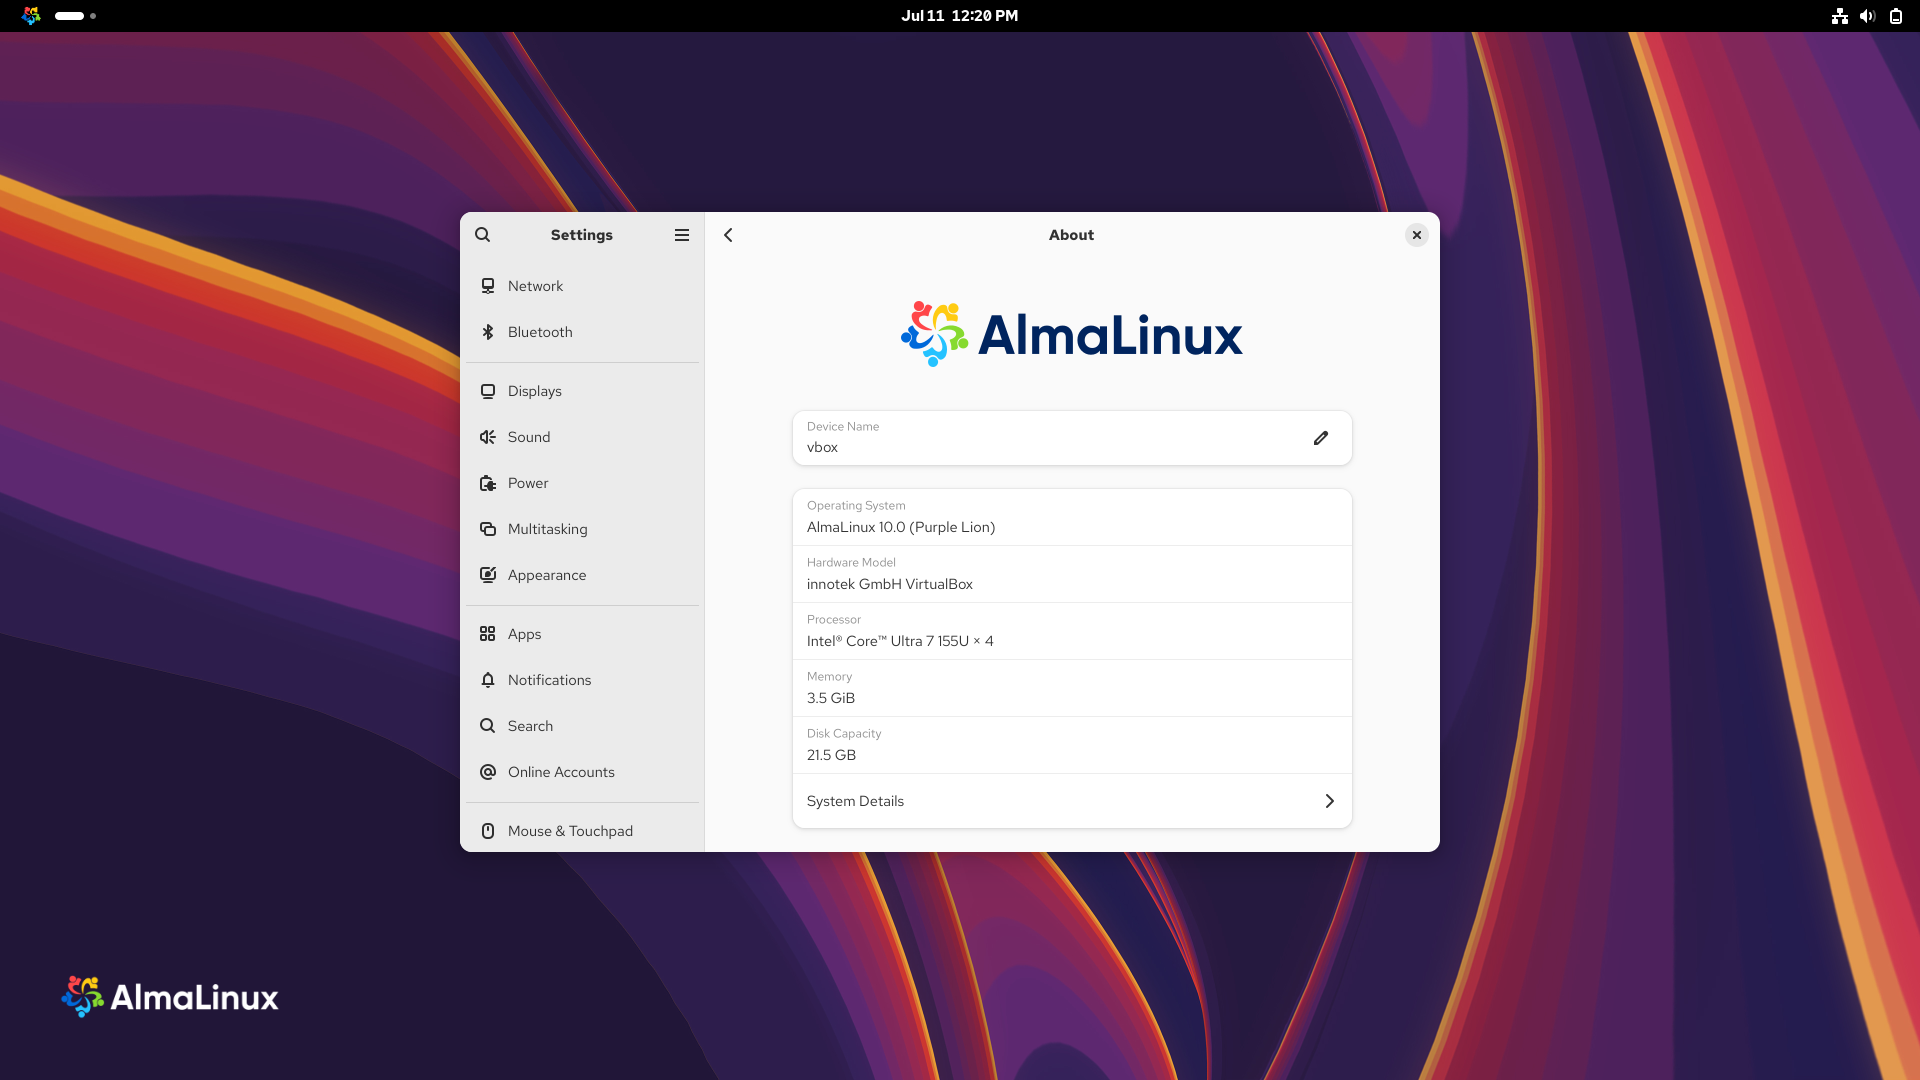 Jul 11 12:20 PM
Settings
About
Network
Bluetooth
Displays
Sound
Power
Multitasking
Appearance
Apps
Notifications
Search
Online Accounts
Mouse & Touchpad
AlmaLinux
Device Name
vbox
Operating System
AlmaLinux 10.0 (Purple Lion)
Hardware Model
innotek GmbH VirtualBox
Processor
Intel® Core™ Ultra 7 155U × 4
Memory
3.5 GiB
Disk Capacity
21.5 GB
System Details
AlmaLinux